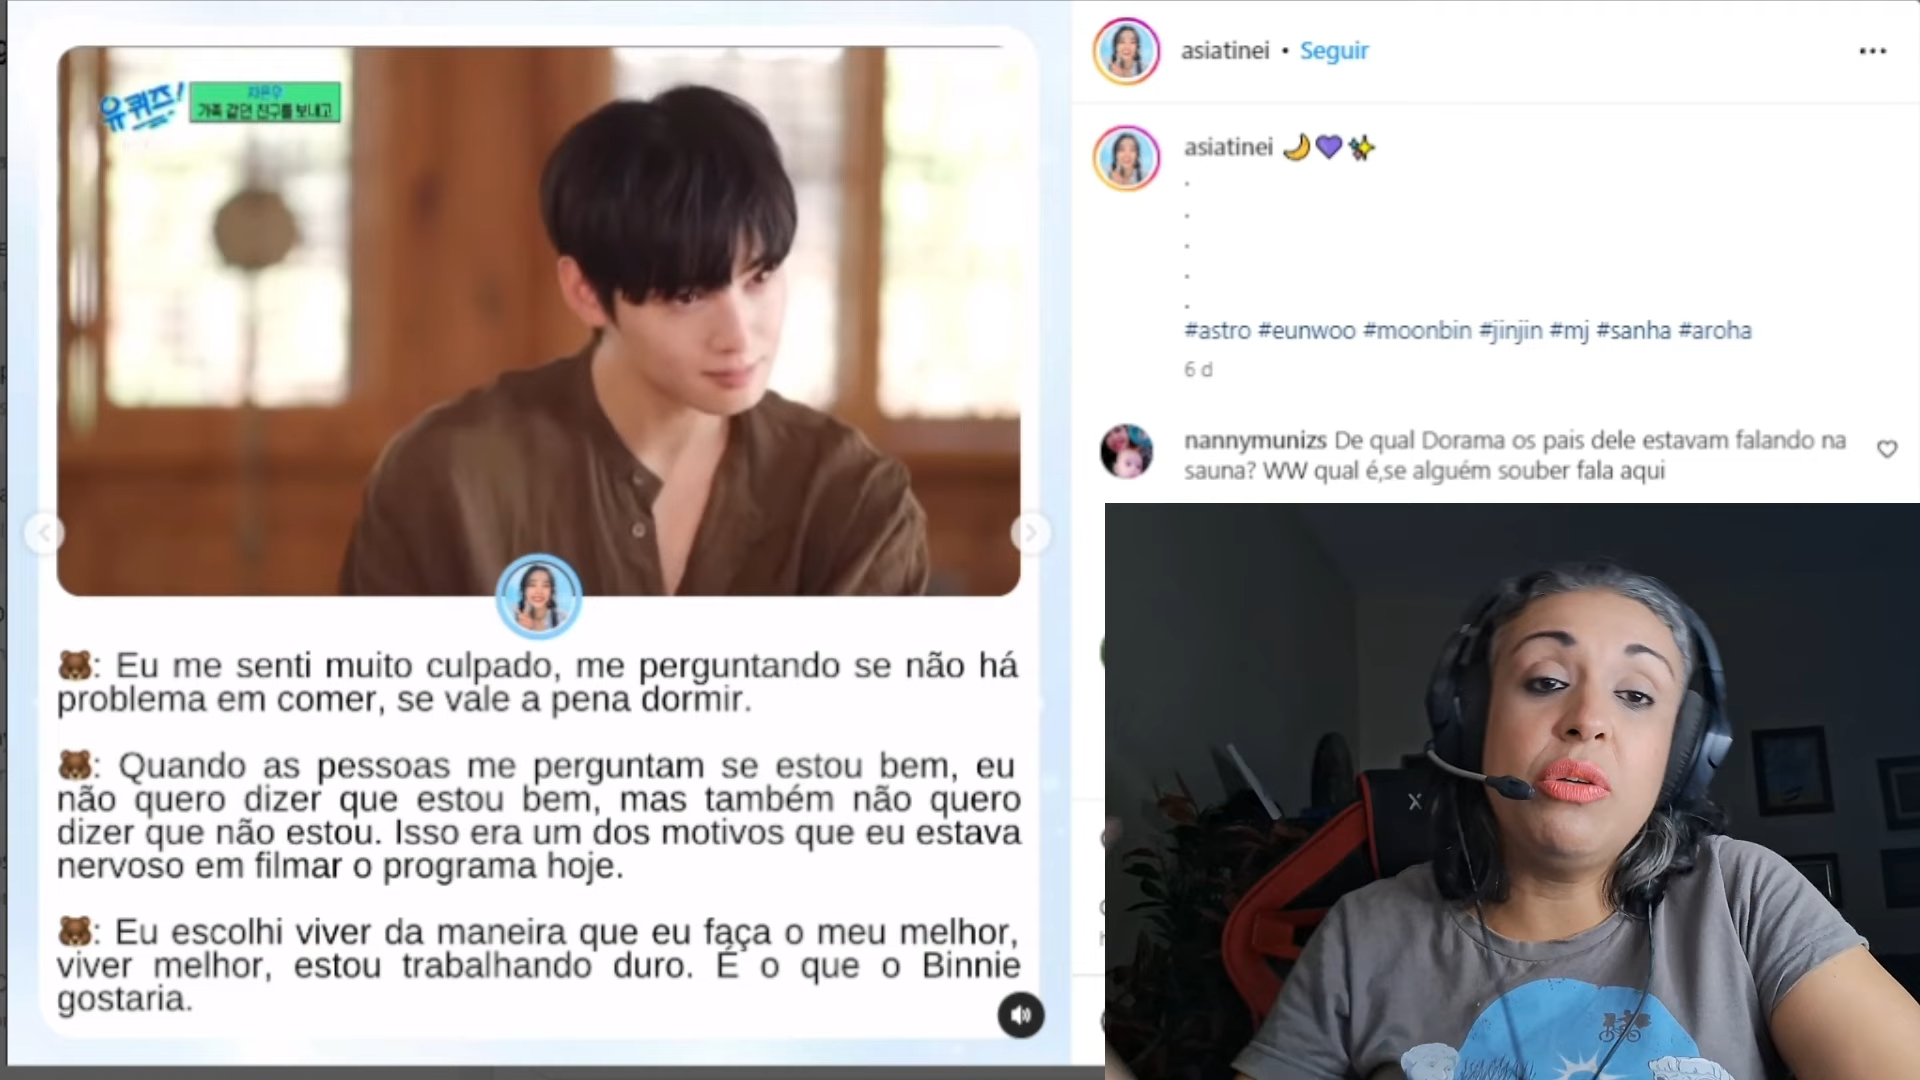 유퀴즈!
차은우
가족 같던 친구를 보내고
🐻: Eu me senti muito culpado, me perguntando se não há
problema em comer, se vale a pena dormir.
🐻: Quando as pessoas me perguntam se estou bem, eu
não quero dizer que estou bem, mas também não quero
dizer que não estou. Isso era um dos motivos que eu estava
nervoso em filmar o programa hoje.
🐻: Eu escolhi viver da maneira que eu faça o meu melhor,
viver melhor, estou trabalhando duro. É o que o Binnie
gostaria.
asiatinei • Seguir
asiatinei 🌙💜✨
.
.
.
.
.
#astro #eunwoo #moonbin #jinjin #mj #sanha #aroha
6 d
nannymunizs De qual Dorama os pais dele estavam falando na
sauna? WW qual é,se alguém souber fala aqui